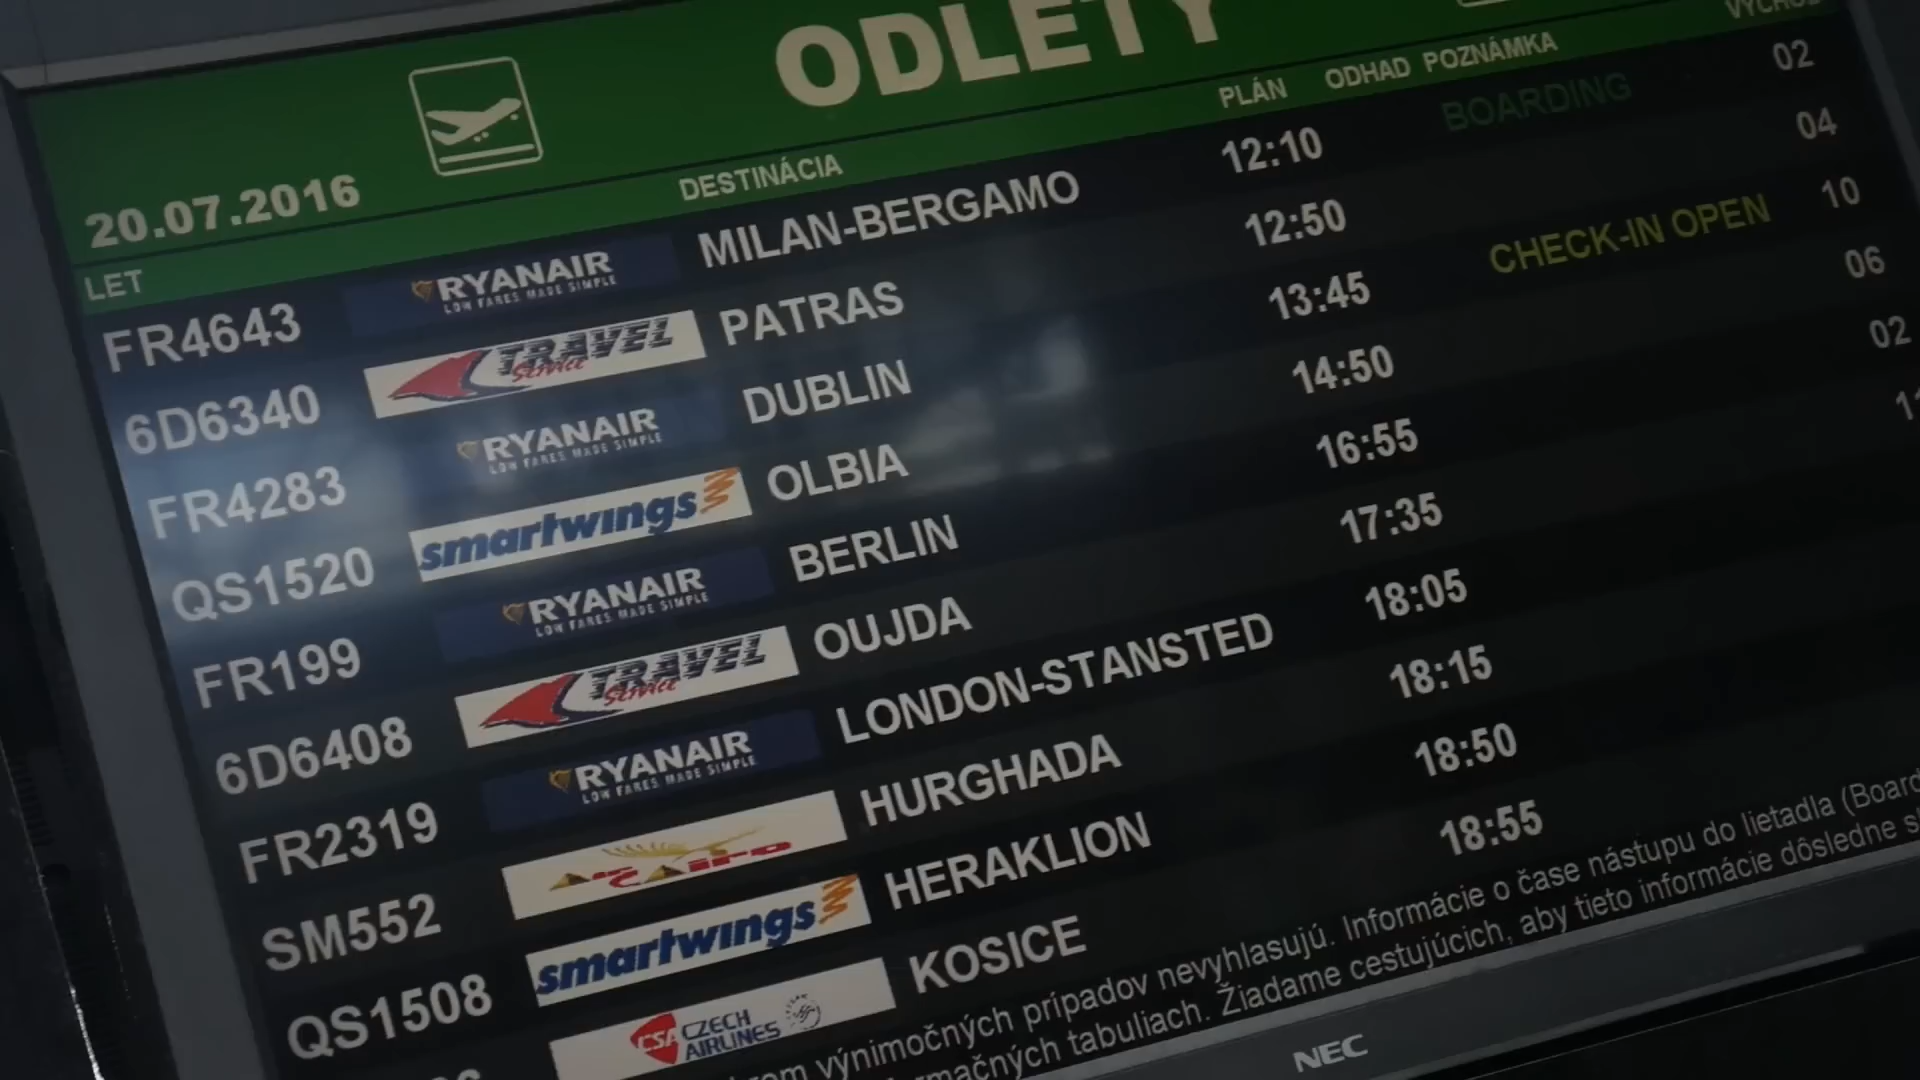 ODLETY
20.07.2016
LET DESTINÁCIA PLÁN ODHAD POZNÁMKA
FR4643 RYANAIR LOW FARES MADE SIMPLE MILAN-BERGAMO 12:10 BOARDING 02
6D6340 TRAVEL Service PATRAS 12:50 04
FR4283 RYANAIR LOW FARES MADE SIMPLE DUBLIN 13:45 CHECK-IN OPEN 10
QS1520 smartwings OLBIA 14:50 06
FR199 RYANAIR LOW FARES MADE SIMPLE BERLIN 16:55 02
6D6408 TRAVEL Service OUJDA 17:35
FR2319 RYANAIR LOW FARES MADE SIMPLE LONDON-STANSTED 18:05
SM552 Air Cairo HURGHADA 18:15
QS1508 smartwings HERAKLION 18:50
CSA CZECH AIRLINES KOSICE 18:55
výnimočných prípadov nevyhlasujú. Informácie o čase nástupu do lietadla (Board
tabuliach. Žiadame cestujúcich, aby tieto informácie dôsledne
NEC